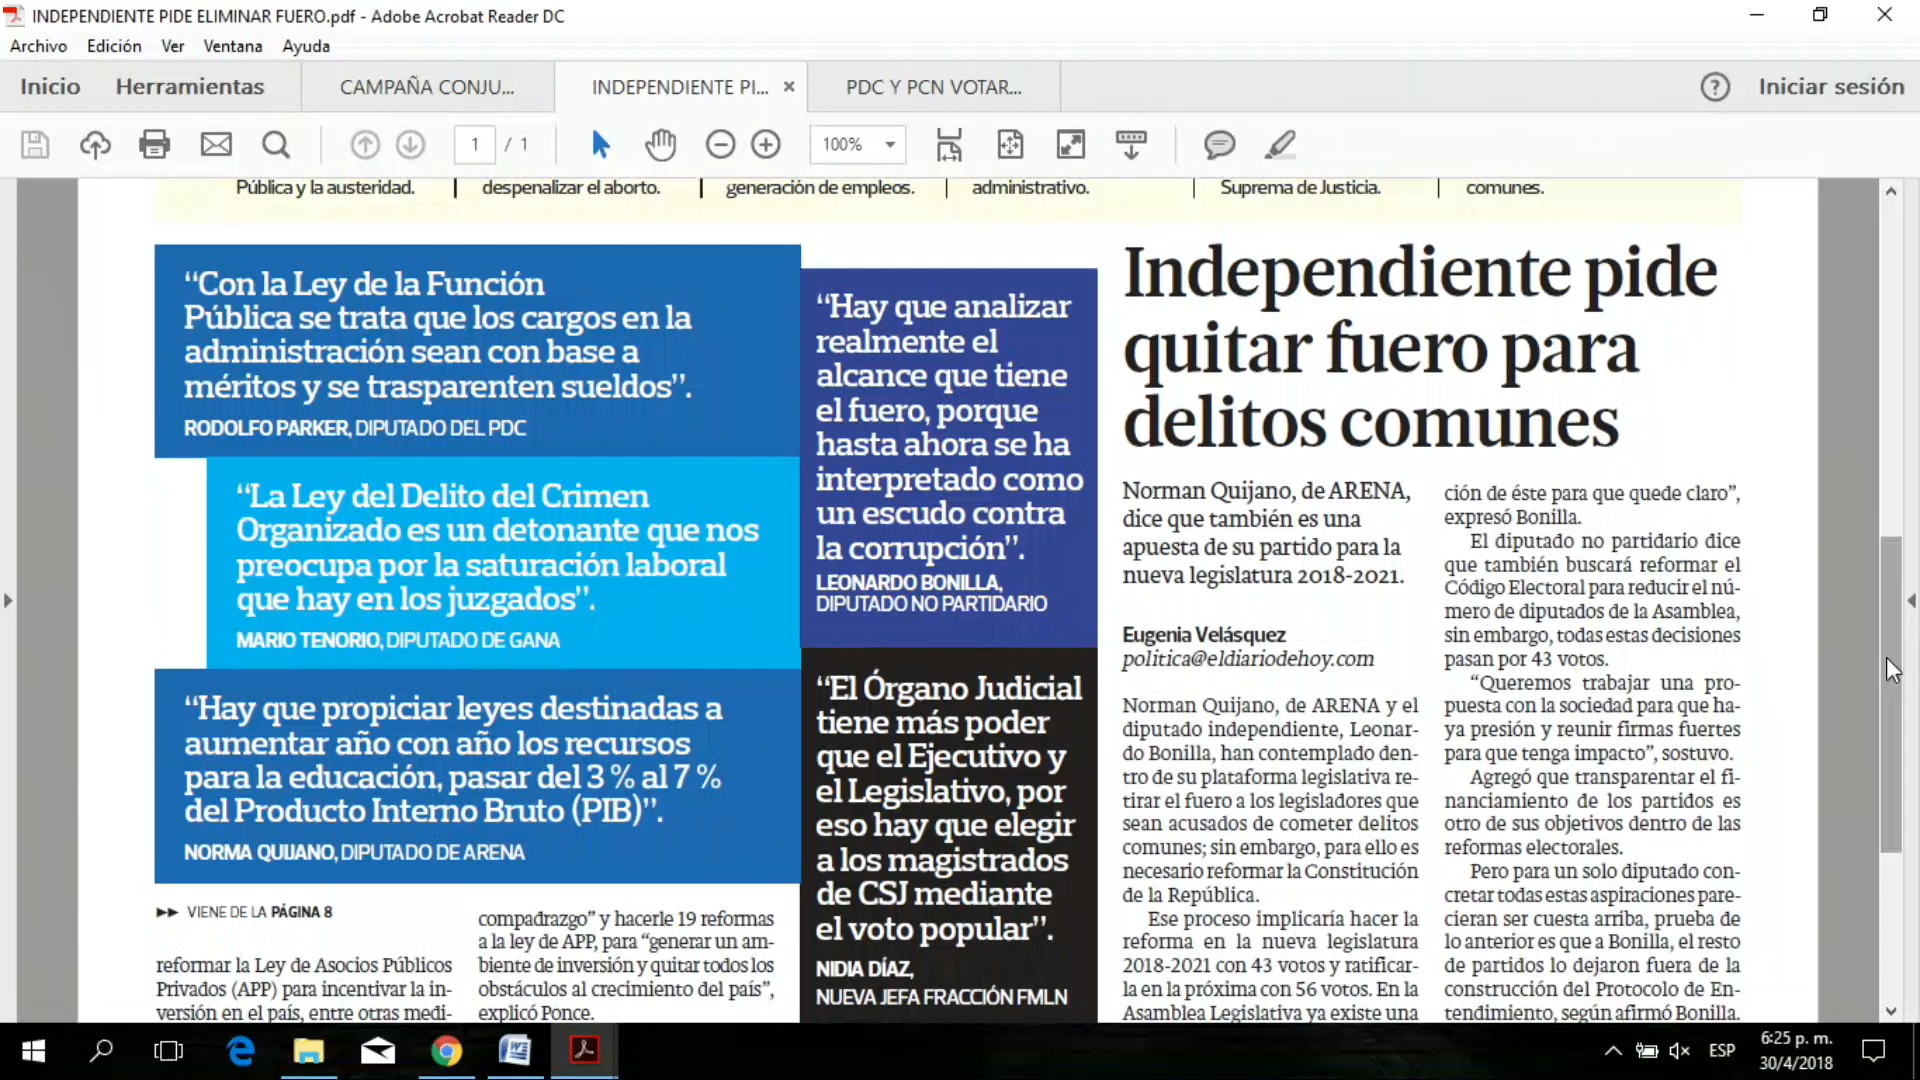 INDEPENDIENTE PIDE ELIMINAR FUERO.pdf - Adobe Acrobat Reader DC
Archivo Edición Ver Ventana Ayuda
Inicio Herramientas CAMPAÑA CONJU... INDEPENDIENTE PI... × PDC Y PCN VOTAR... ? Iniciar sesión
1 / 1 100%
Pública y la austeridad.
despenalizar el aborto.
generación de empleos.
administrativo.
Suprema de Justicia.
comunes.
“Con la Ley de la Función
Pública se trata que los cargos en la
administración sean con base a
méritos y se trasparenten sueldos”.
RODOLFO PARKER, DIPUTADO DEL PDC
“La Ley del Delito del Crimen
Organizado es un detonante que nos
preocupa por la saturación laboral
que hay en los juzgados”.
MARIO TENORIO, DIPUTADO DE GANA
“Hay que propiciar leyes destinadas a
aumentar año con año los recursos
para la educación, pasar del 3 % al 7 %
del Producto Interno Bruto (PIB)”.
NORMA QUIJANO, DIPUTADO DE ARENA
“Hay que analizar
realmente el
alcance que tiene
el fuero, porque
hasta ahora se ha
interpretado como
un escudo contra
la corrupción”.
LEONARDO BONILLA,
DIPUTADO NO PARTIDARIO
“El Órgano Judicial
tiene más poder
que el Ejecutivo y
el Legislativo, por
eso hay que elegir
a los magistrados
de CSJ mediante
el voto popular”.
NIDIA DÍAZ,
NUEVA JEFA FRACCIÓN FMLN
VIENE DE LA PÁGINA 8
reformar la Ley de Asocios Públicos
Privados (APP) para incentivar la in-
versión en el país, entre otras medi-
compadrazgo” y hacerle 19 reformas
a la ley de APP, para “generar un am-
biente de inversión y quitar todos los
obstáculos al crecimiento del país”,
explicó Ponce.
Independiente pide
quitar fuero para
delitos comunes
Norman Quijano, de ARENA,
dice que también es una
apuesta de su partido para la
nueva legislatura 2018-2021.
Eugenia Velásquez
politica@eldiariodehoy.com
Norman Quijano, de ARENA y el
diputado independiente, Leonar-
do Bonilla, han contemplado den-
tro de su plataforma legislativa re-
tirar el fuero a los legisladores que
sean acusados de cometer delitos
comunes; sin embargo, para ello es
necesario reformar la Constitución
de la República.
Ese proceso implicaría hacer la
reforma en la nueva legislatura
2018-2021 con 43 votos y ratificar-
la en la próxima con 56 votos. En la
Asamblea Legislativa ya existe una
ción de éste para que quede claro”,
expresó Bonilla.
El diputado no partidario dice
que también buscará reformar el
Código Electoral para reducir el nú-
mero de diputados de la Asamblea,
sin embargo, todas estas decisiones
pasan por 43 votos.
“Queremos trabajar una pro-
puesta con la sociedad para que ha-
ya presión y reunir firmas fuertes
para que tenga impacto”, sostuvo.
Agregó que transparentar el fi-
nanciamiento de los partidos es
otro de sus objetivos dentro de las
reformas electorales.
Pero para un solo diputado con-
cretar todas estas aspiraciones pare-
cieran ser cuesta arriba, prueba de
lo anterior es que a Bonilla, el resto
de partidos lo dejaron fuera de la
construcción del Protocolo de En-
tendimiento, según afirmó Bonilla.
ESP
6:25 p. m.
30/4/2018